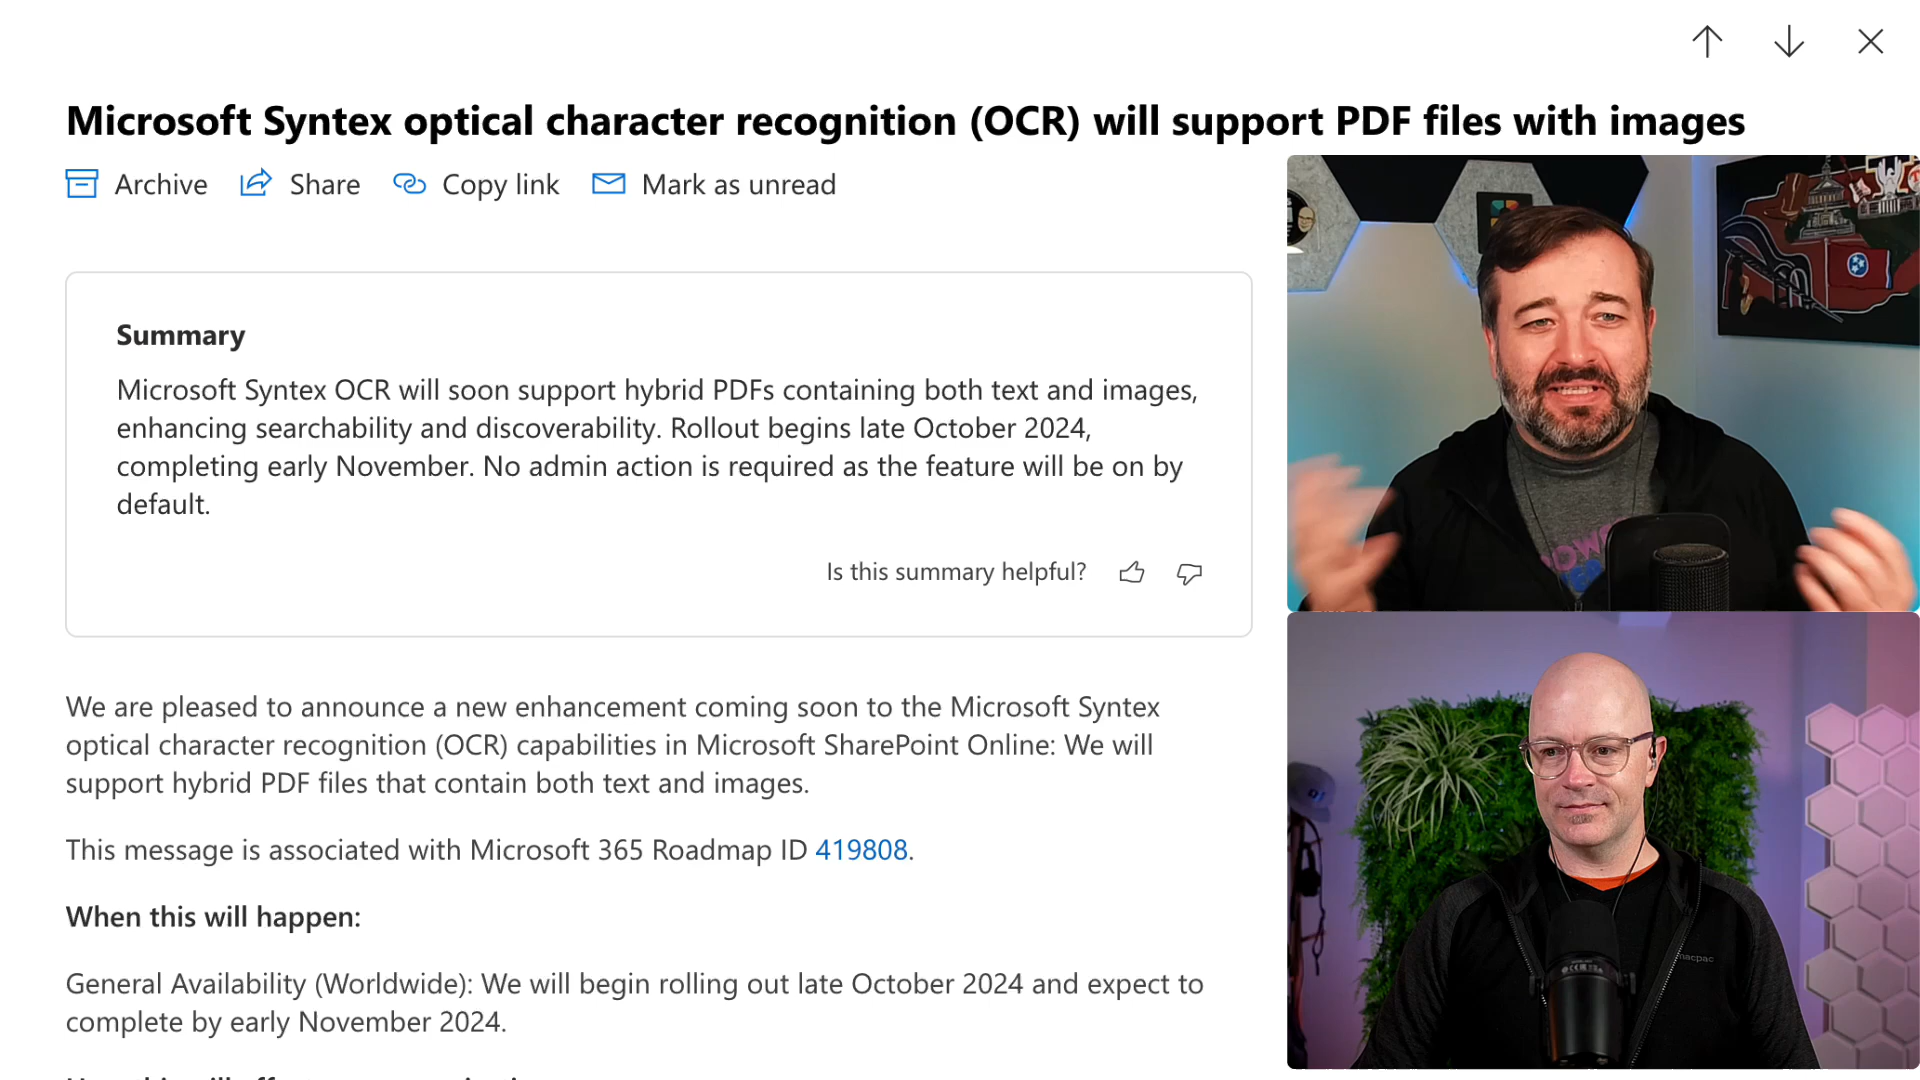 Microsoft Syntex optical character recognition (OCR) will support PDF files with images
Archive Share Copy link Mark as unread
Summary
Microsoft Syntex OCR will soon support hybrid PDFs containing both text and images,
enhancing searchability and discoverability. Rollout begins late October 2024,
completing early November. No admin action is required as the feature will be on by
default.
Is this summary helpful?
We are pleased to announce a new enhancement coming soon to the Microsoft Syntex
optical character recognition (OCR) capabilities in Microsoft SharePoint Online: We will
support hybrid PDF files that contain both text and images.
This message is associated with Microsoft 365 Roadmap ID 419808.
When this will happen:
General Availability (Worldwide): We will begin rolling out late October 2024 and expect to
complete by early November 2024.
macpac